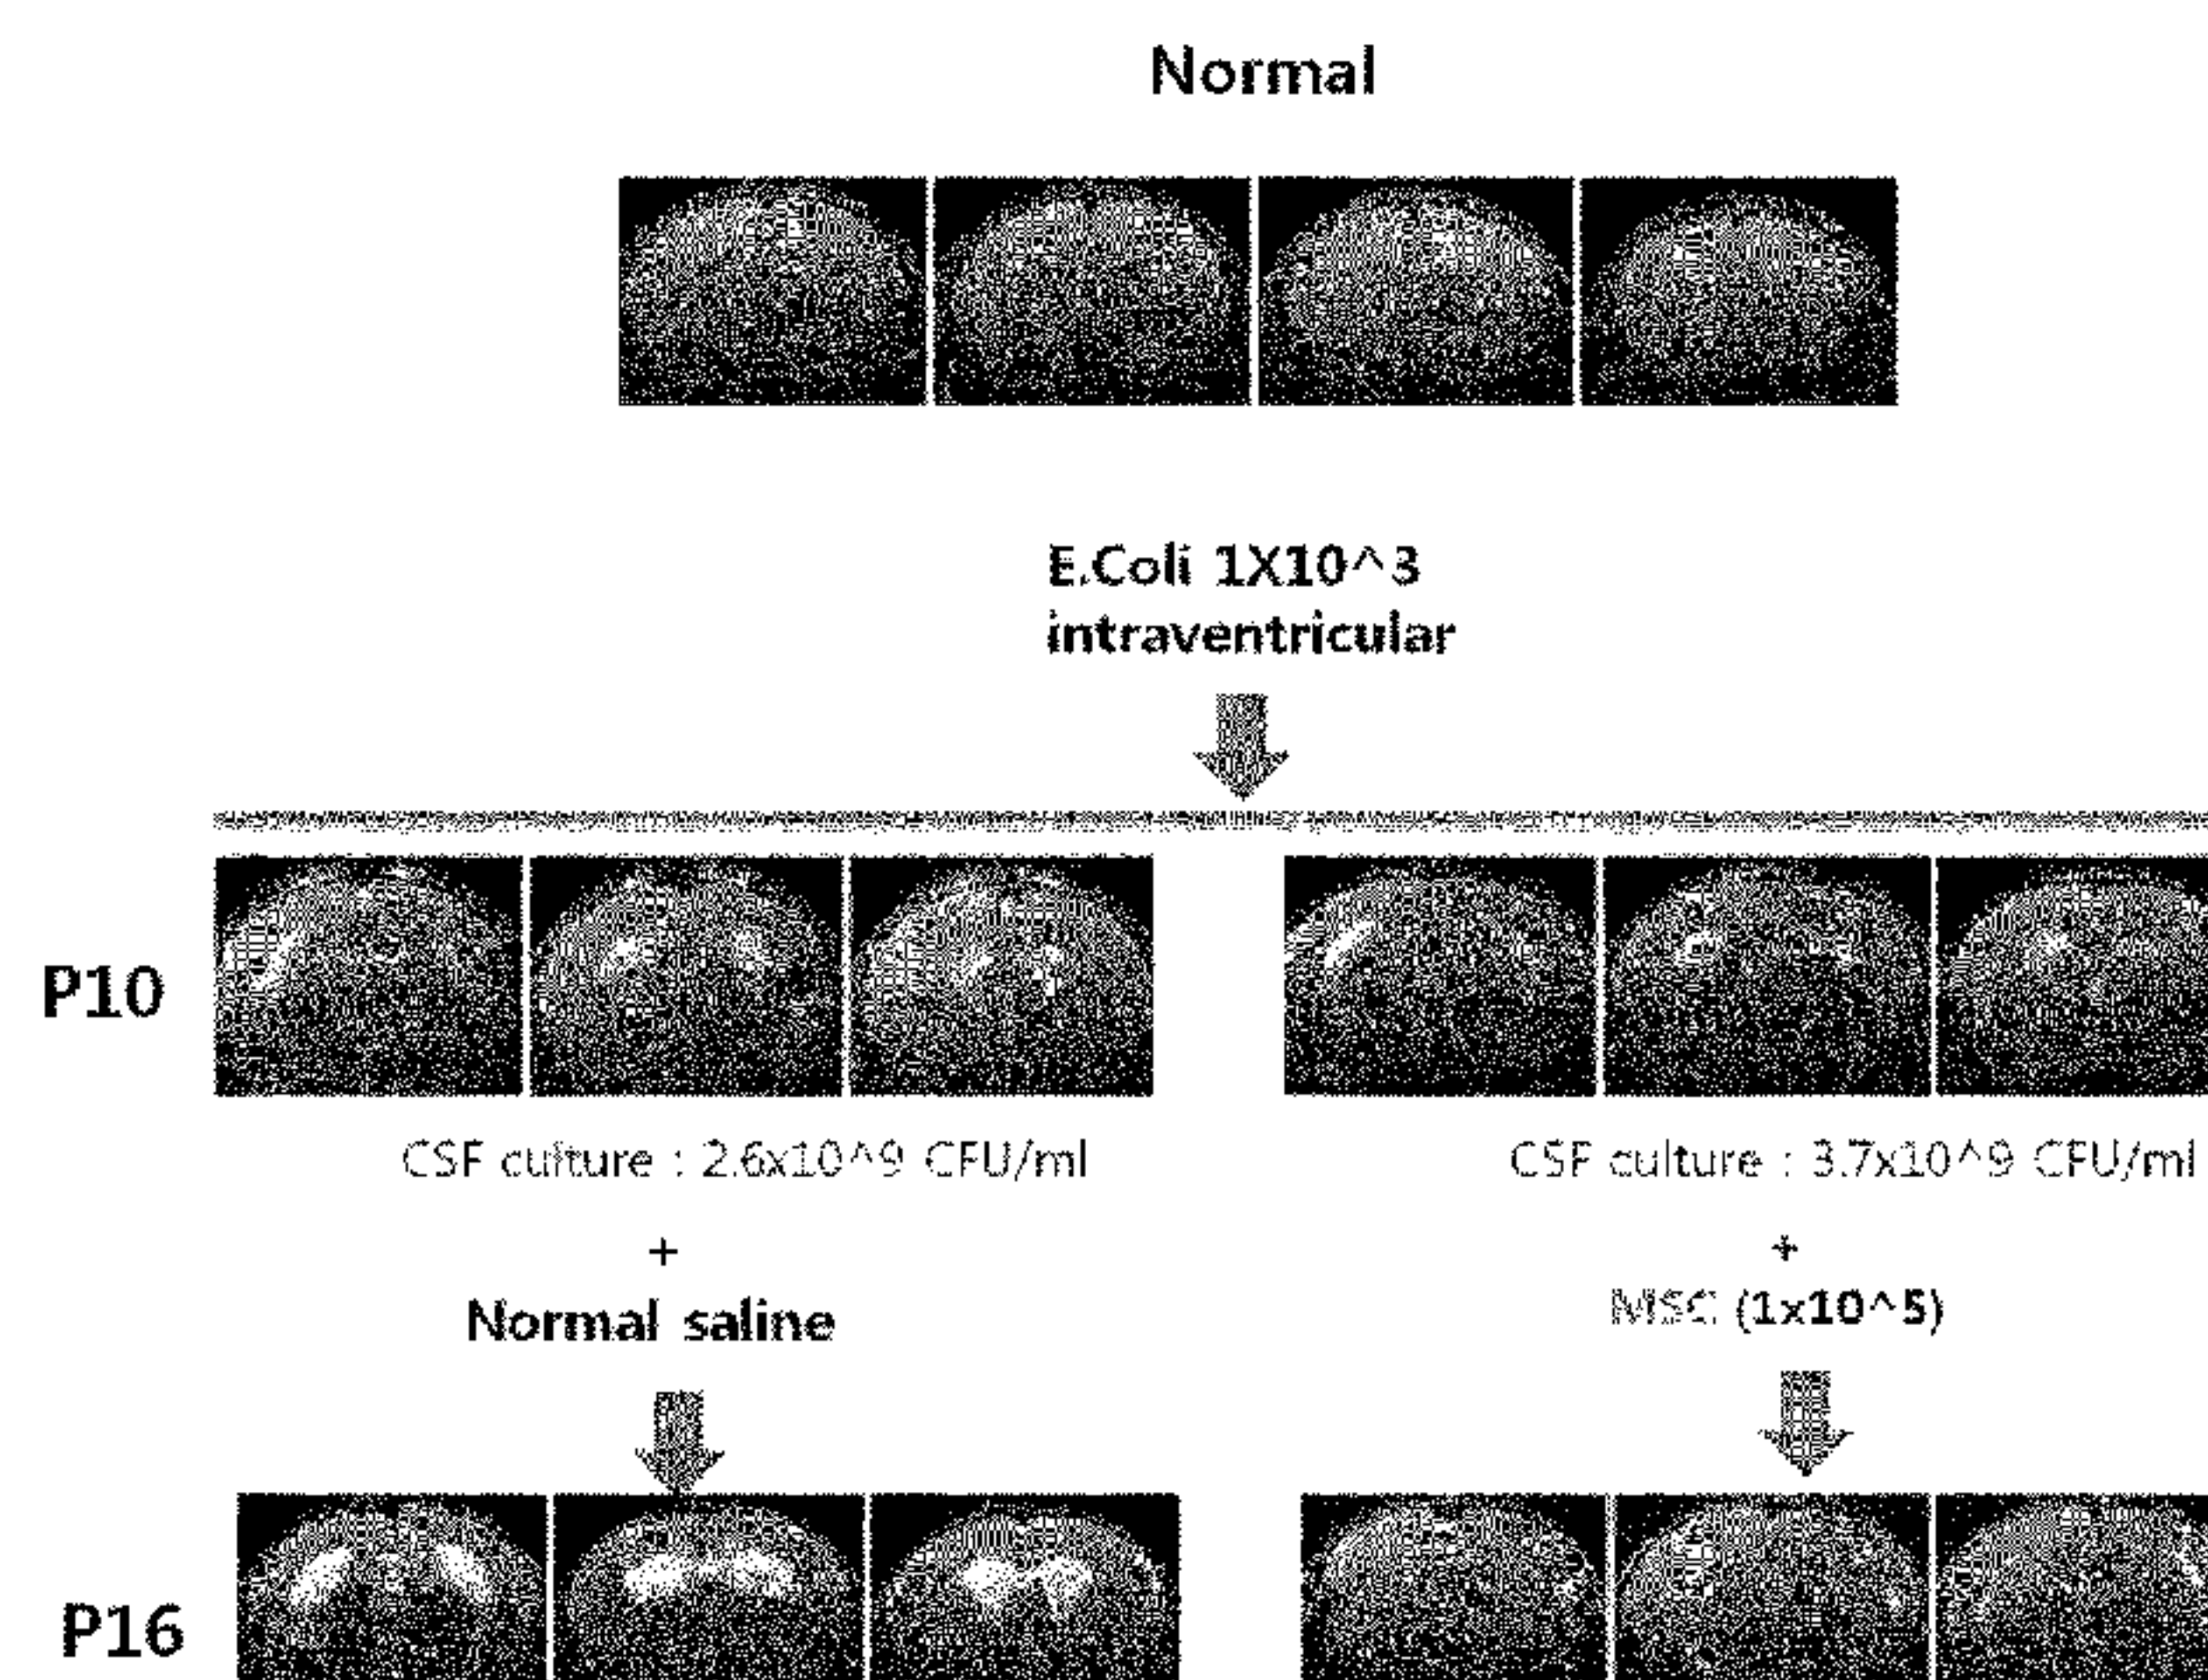 Normal
E.Coli 1X10^3
intraventricular
P10
CSF culture : 2.6x10^9 CFU/ml
CSF culture : 3.7x10^9 CFU/ml
+
+
Normal saline
MSC (1x10^5)
P16